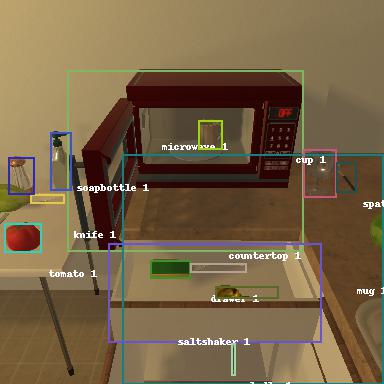 OFF
microwave 1
cup 1
soapbottle 1
spat
knife 1
countertop 1
tomato 1
mug 1
drawer 1
saltshaker 1